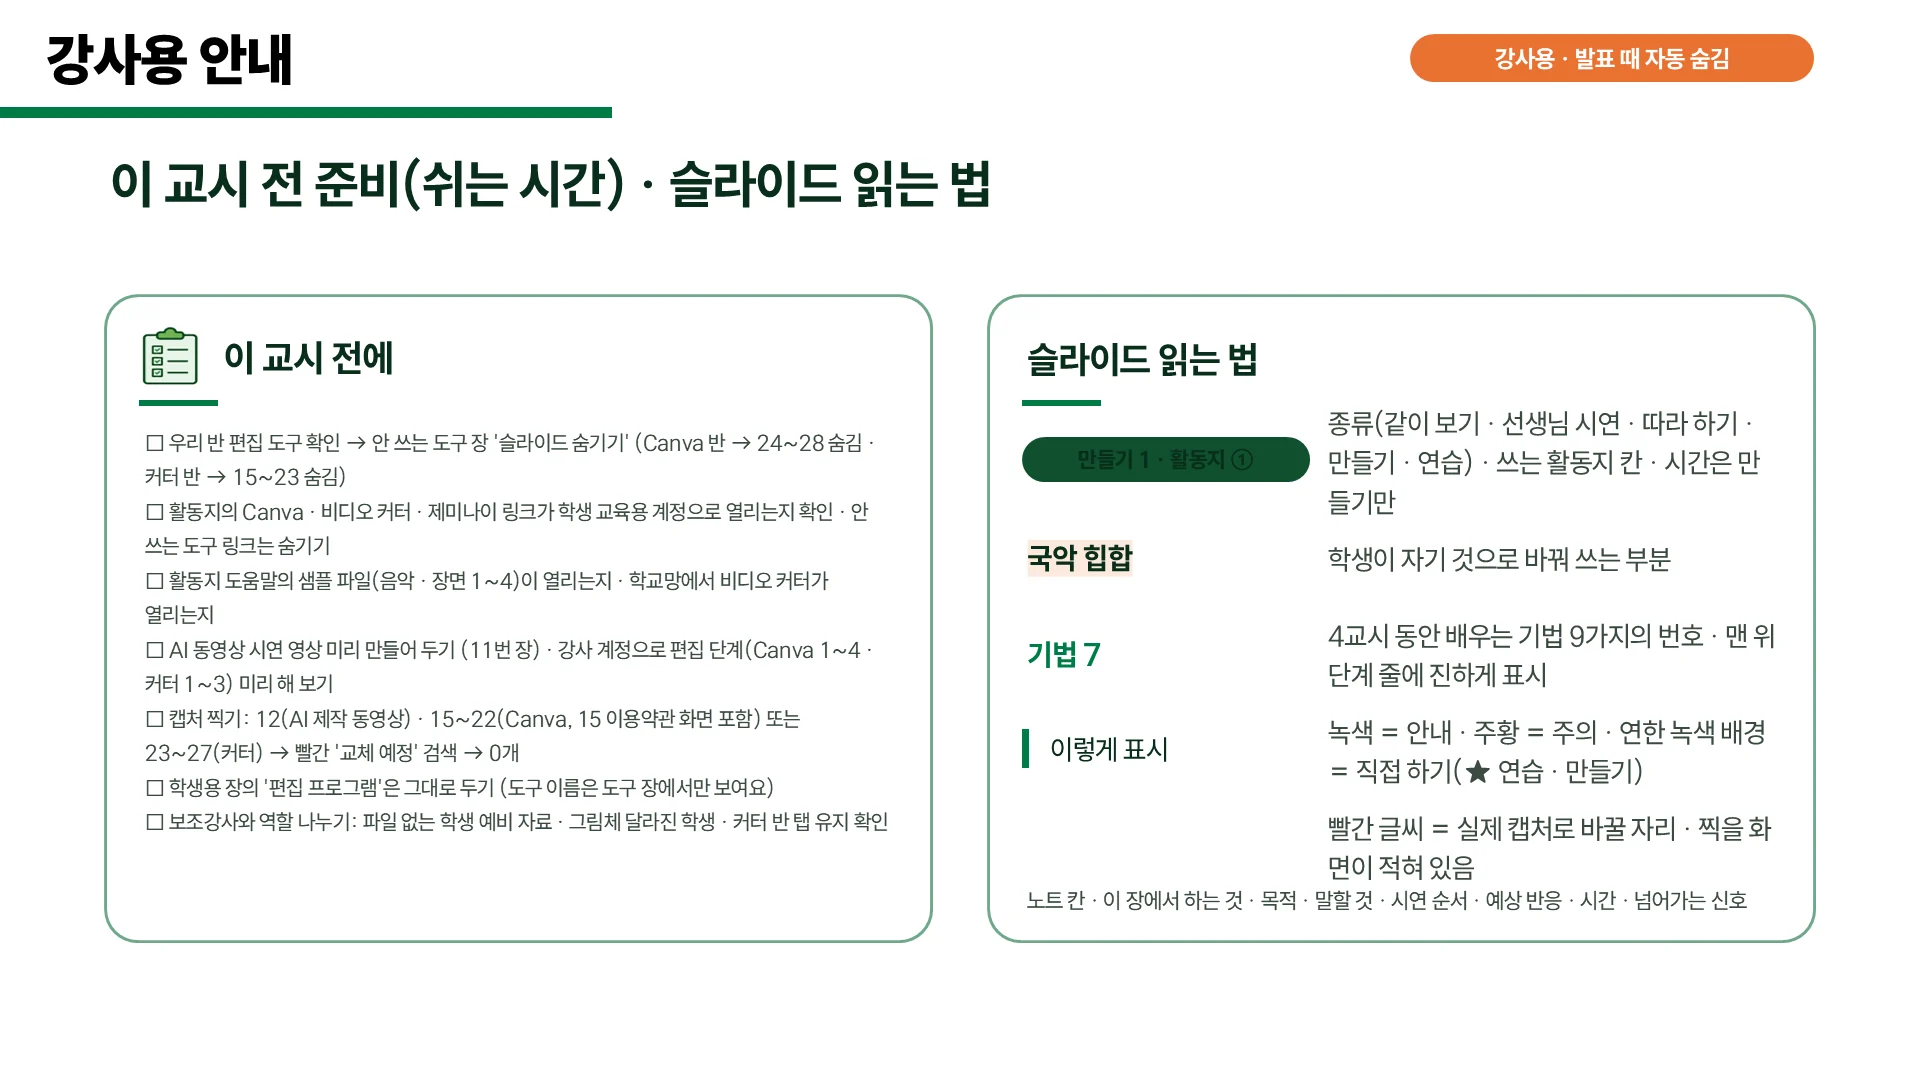 강사용 안내
강사용 · 발표 때 자동 숨김
이 교시 전 준비(쉬는 시간) · 슬라이드 읽는 법
이 교시 전에
☐ 우리 반 편집 도구 확인 → 안 쓰는 도구 장 '슬라이드 숨기기' (Canva 반 → 24~28 숨김 ·
커터 반 → 15~23 숨김)
☐ 활동지의 Canva · 비디오 커터 · 제미나이 링크가 학생 교육용 계정으로 열리는지 확인 · 안
쓰는 도구 링크는 숨기기
☐ 활동지 도움말의 샘플 파일(음악 · 장면 1~4)이 열리는지 · 학교망에서 비디오 커터가
열리는지
☐ AI 동영상 시연 영상 미리 만들어 두기 (11번 장) · 강사 계정으로 편집 단계(Canva 1~4 ·
커터 1~3) 미리 해 보기
☐ 캡처 찍기: 12(AI 제작 동영상) · 15~22(Canva, 15 이용약관 화면 포함) 또는
23~27(커터) → 빨간 '교체 예정' 검색 → 0개
☐ 학생용 장의 '편집 프로그램'은 그대로 두기 (도구 이름은 도구 장에서만 보여요)
☐ 보조강사와 역할 나누기: 파일 없는 학생 예비 자료 · 그림체 달라진 학생 · 커터 반 탭 유지 확인
슬라이드 읽는 법
만들기 1 · 활동지 ①
종류(같이 보기 · 선생님 시연 · 따라 하기 ·
만들기 · 연습) · 쓰는 활동지 칸 · 시간은 만
들기만
국악 힙합
학생이 자기 것으로 바꿔 쓰는 부분
기법 7
4교시 동안 배우는 기법 9가지의 번호 · 맨 위
단계 줄에 진하게 표시
이렇게 표시
녹색 = 안내 · 주황 = 주의 · 연한 녹색 배경
= 직접 하기(★ 연습 · 만들기)
빨간 글씨 = 실제 캡처로 바꿀 자리 · 찍을 화
면이 적혀 있음
노트 칸 · 이 장에서 하는 것 · 목적 · 말할 것 · 시연 순서 · 예상 반응 · 시간 · 넘어가는 신호